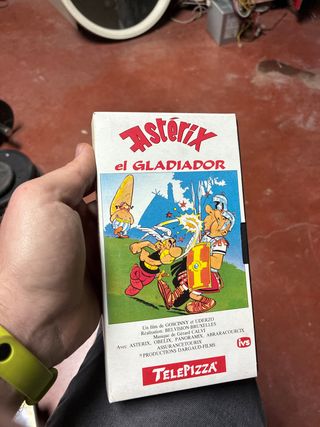 Astérix
el GLADIADOR
Un film de GOSCINNY et UDERZO
Réalisation: BELVISION-BRUXELLES
Musique de Gérard CALVI
Avec ASTERIX, OBELIX, PANORAMIX, ABRARACOURCIX
ASSURANCETOURIX
© PRODUCTIONS DARGAUD-FILMS
ivs
TELEPIZZA